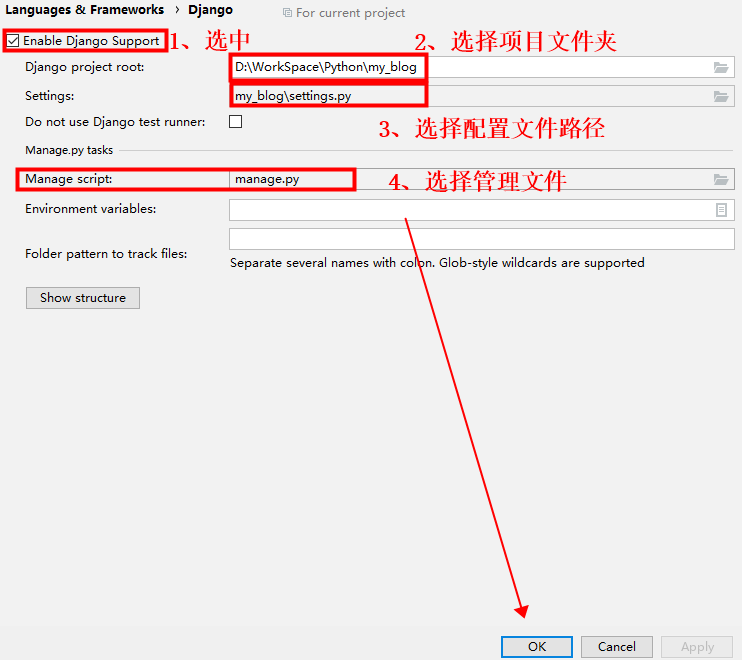 Languages & Frameworks › Django For current project
Enable Django Support 1、选中
2、选择项目文件夹
Django project root: D:\WorkSpace\Python\my_blog
Settings: my_blog\settings.py
Do not use Django test runner:
3、选择配置文件路径
Manage.py tasks
Manage script: manage.py
4、选择管理文件
Environment variables:
Folder pattern to track files:
Separate several names with colon. Glob-style wildcards are supported
Show structure
OK Cancel Apply